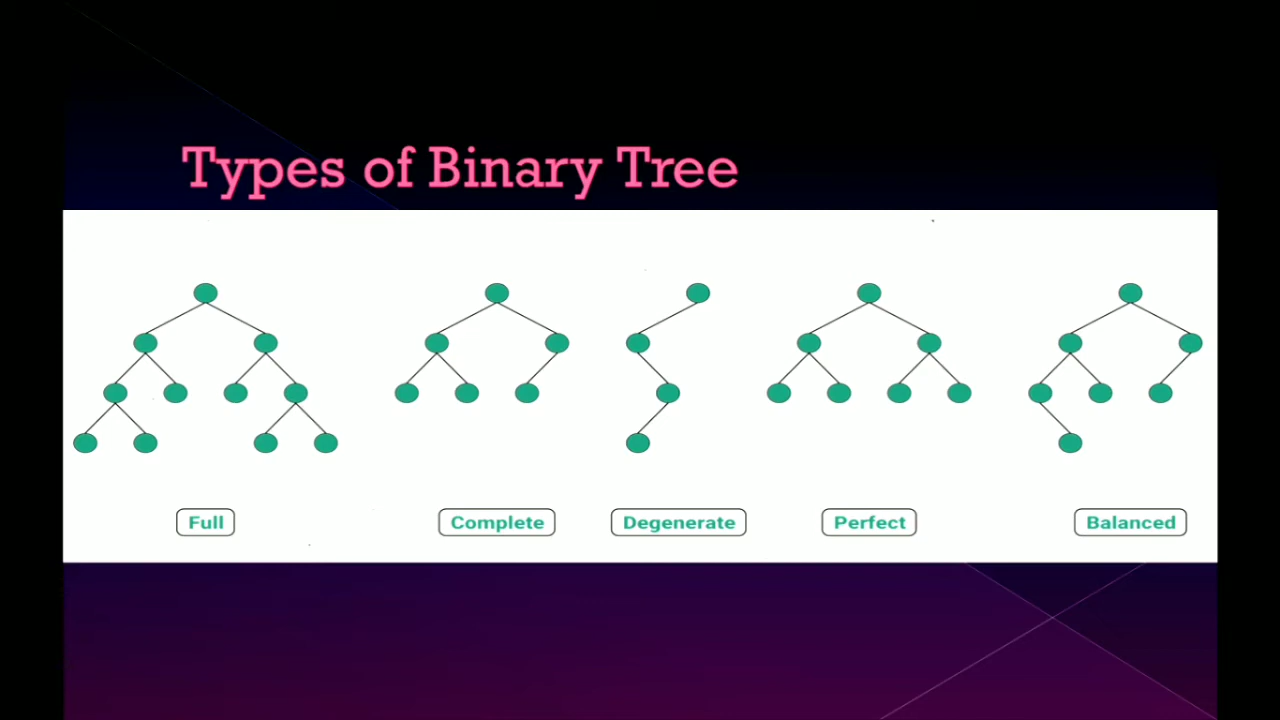 Types of Binary Tree
Full
Complete
Degenerate
Perfect
Balanced